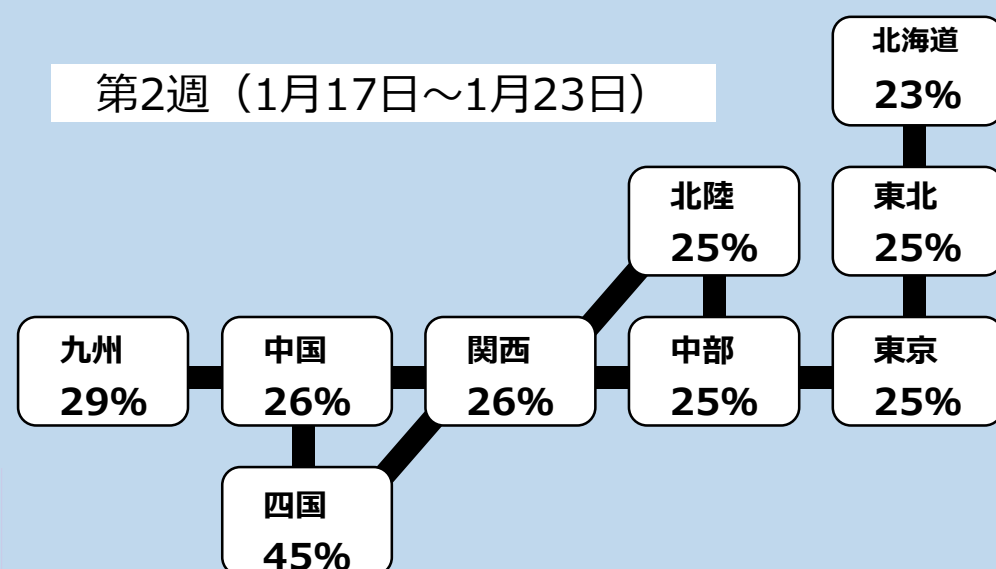 第2週（1月17日～1月23日）
北海道
23%
北陸
25%
東北
25%
九州
29%
中国
26%
関西
26%
中部
25%
東京
25%
四国
45%